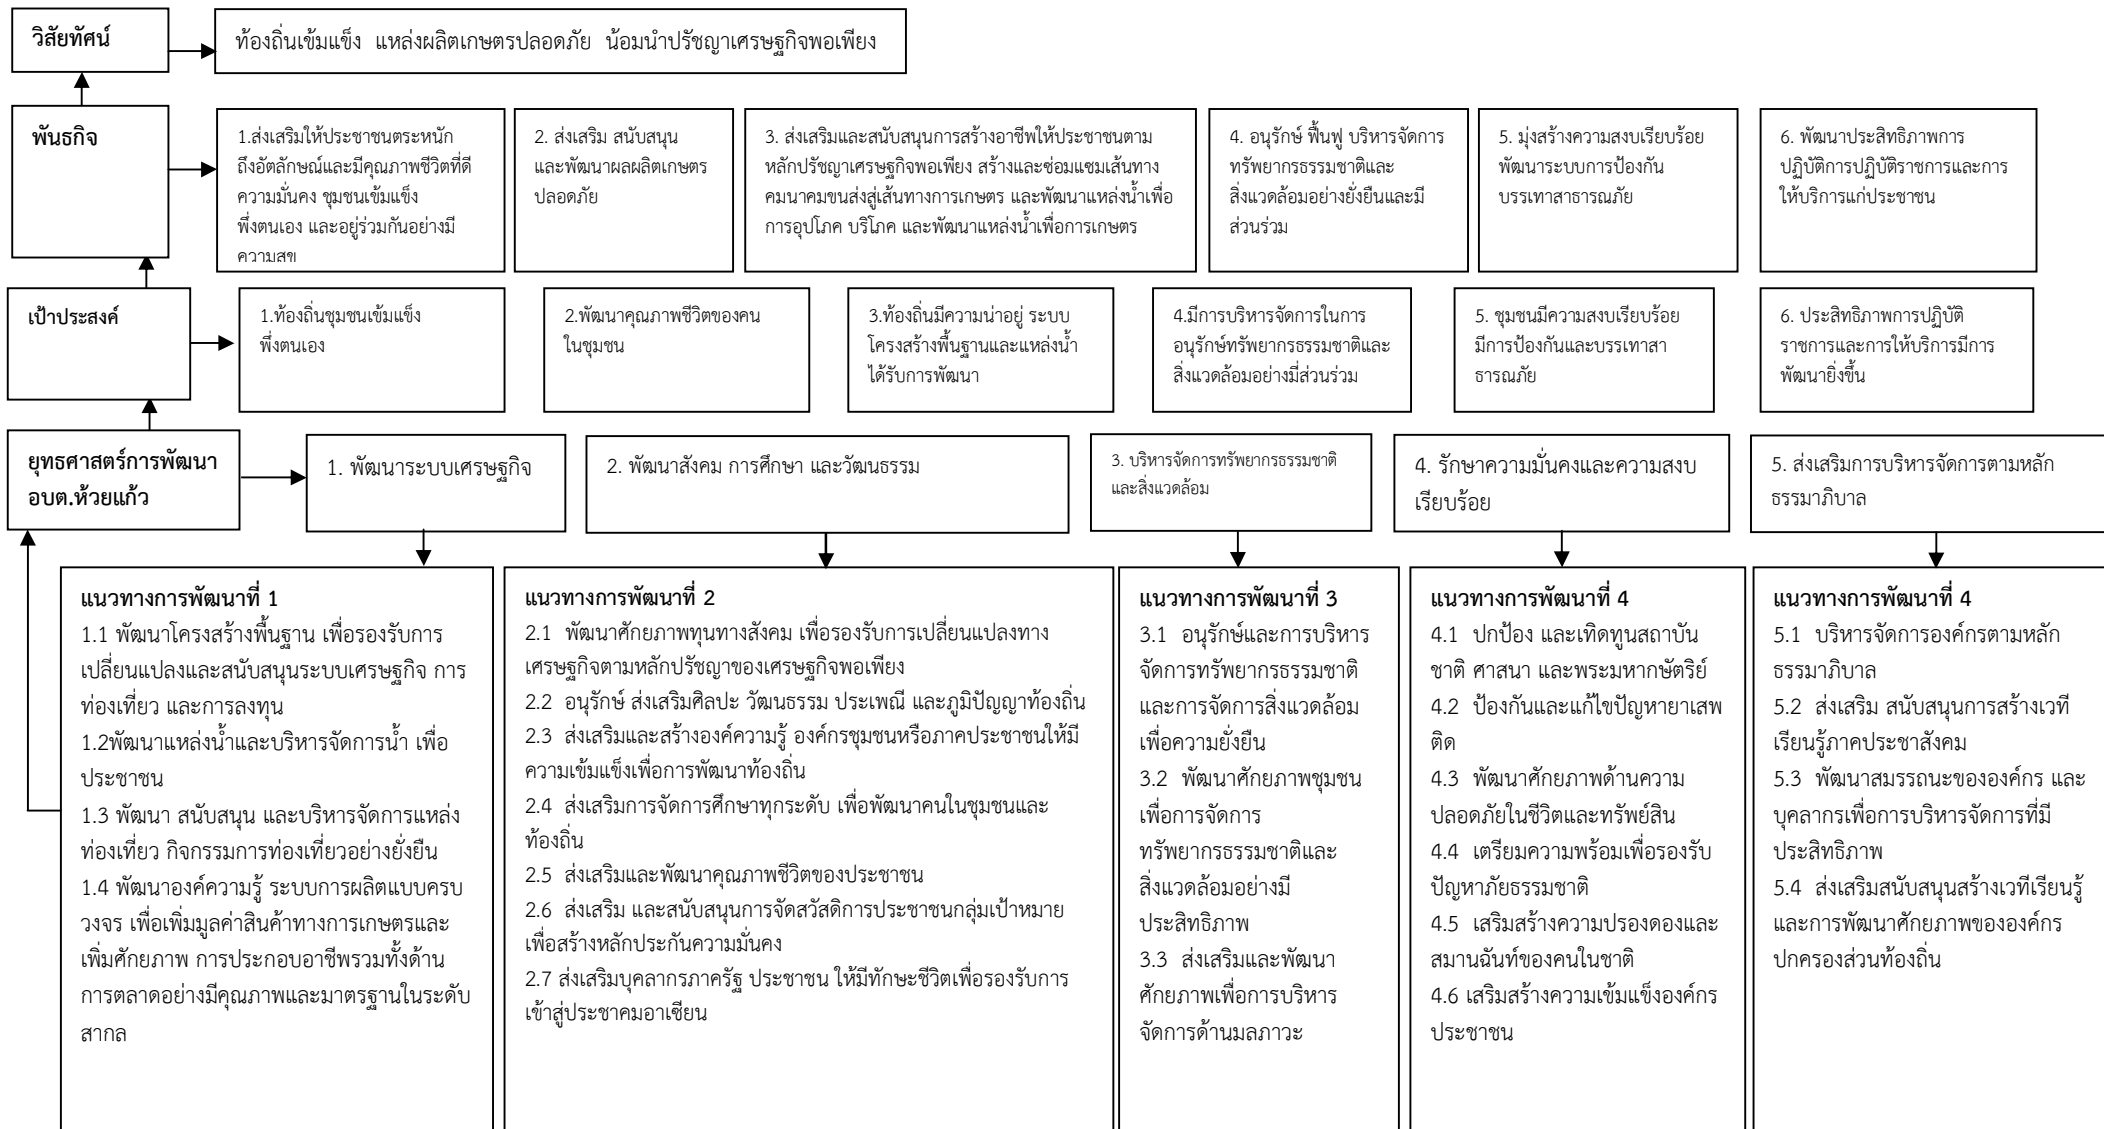 วิสัยทัศน์
ท้องถิ่นเข้มแข็ง แหล่งผลิตเกษตรปลอดภัย น้อมนำปรัชญาเศรษฐกิจพอเพียง
พันธกิจ
1.ส่งเสริมให้ประชาชนตระหนัก
ถึงอัตลักษณ์และมีคุณภาพชีวิตที่ดี
ความมั่นคง ชุมชนเข้มแข็ง
พึ่งตนเอง และอยู่ร่วมกันอย่างมี
ความสุข
2. ส่งเสริม สนับสนุน
และพัฒนาผลผลิตเกษตร
ปลอดภัย
3. ส่งเสริมและสนับสนุนการสร้างอาชีพให้ประชาชนตาม
หลักปรัชญาเศรษฐกิจพอเพียง สร้างและซ่อมแซมเส้นทาง
คมนาคมขนส่งสู่เส้นทางการเกษตร และพัฒนาแหล่งน้ำเพื่อ
การอุปโภค บริโภค และพัฒนาแหล่งน้ำเพื่อการเกษตร
4. อนุรักษ์ ฟื้นฟู บริหารจัดการ
ทรัพยากรธรรมชาติและ
สิ่งแวดล้อมอย่างยั่งยืนและมี
ส่วนร่วม
5. มุ่งสร้างความสงบเรียบร้อย
พัฒนาระบบการป้องกัน
บรรเทาสาธารณภัย
6. พัฒนาประสิทธิภาพการ
ปฏิบัติการปฏิบัติราชการและการ
ให้บริการแก่ประชาชน
เป้าประสงค์
1.ท้องถิ่นชุมชนเข้มแข็ง
พึ่งตนเอง
2.พัฒนาคุณภาพชีวิตของคน
ในชุมชน
3.ท้องถิ่นมีความน่าอยู่ ระบบ
โครงสร้างพื้นฐานและแหล่งน้ำ
ได้รับการพัฒนา
4.มีการบริหารจัดการในการ
อนุรักษ์ทรัพยากรธรรมชาติและ
สิ่งแวดล้อมอย่างมีส่วนร่วม
5. ชุมชนมีความสงบเรียบร้อย
มีการป้องกันและบรรเทาสา
ธารณภัย
6. ประสิทธิภาพการปฏิบัติ
ราชการและการให้บริการมีการ
พัฒนายิ่งขึ้น
ยุทธศาสตร์การพัฒนา
อบต.ห้วยแก้ว
1. พัฒนาระบบเศรษฐกิจ
2. พัฒนาสังคม การศึกษา และวัฒนธรรม
3. บริหารจัดการทรัพยากรธรรมชาติ
และสิ่งแวดล้อม
4. รักษาความมั่นคงและความสงบ
เรียบร้อย
5. ส่งเสริมการบริหารจัดการตามหลัก
ธรรมาภิบาล
แนวทางการพัฒนาที่ 1
1.1 พัฒนาโครงสร้างพื้นฐาน เพื่อรองรับการ
เปลี่ยนแปลงและสนับสนุนระบบเศรษฐกิจ การ
ท่องเที่ยว และการลงทุน
1.2พัฒนาแหล่งน้ำและบริหารจัดการน้ำ เพื่อ
ประชาชน
1.3 พัฒนา สนับสนุน และบริหารจัดการแหล่ง
ท่องเที่ยว กิจกรรมการท่องเที่ยวอย่างยั่งยืน
1.4 พัฒนาองค์ความรู้ ระบบการผลิตแบบครบ
วงจร เพื่อเพิ่มมูลค่าสินค้าทางการเกษตรและ
เพิ่มศักยภาพ การประกอบอาชีพรวมทั้งด้าน
การตลาดอย่างมีคุณภาพและมาตรฐานในระดับ
สากล
แนวทางการพัฒนาที่ 2
2.1 พัฒนาศักยภาพทุนทางสังคม เพื่อรองรับการเปลี่ยนแปลงทาง
เศรษฐกิจตามหลักปรัชญาของเศรษฐกิจพอเพียง
2.2 อนุรักษ์ ส่งเสริมศิลปะ วัฒนธรรม ประเพณี และภูมิปัญญาท้องถิ่น
2.3 ส่งเสริมและสร้างองค์ความรู้ องค์กรชุมชนหรือภาคประชาชนให้มี
ความเข้มแข็งเพื่อการพัฒนาท้องถิ่น
2.4 ส่งเสริมการจัดการศึกษาทุกระดับ เพื่อพัฒนาคนในชุมชนและ
ท้องถิ่น
2.5 ส่งเสริมและพัฒนาคุณภาพชีวิตของประชาชน
2.6 ส่งเสริม และสนับสนุนการจัดสวัสดิการประชาชนกลุ่มเป้าหมาย
เพื่อสร้างหลักประกันความมั่นคง
2.7 ส่งเสริมบุคลากรภาครัฐ ประชาชน ให้มีทักษะชีวิตเพื่อรองรับการ
เข้าสู่ประชาคมอาเซียน
แนวทางการพัฒนาที่ 3
3.1 อนุรักษ์และการบริหาร
จัดการทรัพยากรธรรมชาติ
และการจัดการสิ่งแวดล้อม
เพื่อความยั่งยืน
3.2 พัฒนาศักยภาพชุมชน
เพื่อการจัดการ
ทรัพยากรธรรมชาติและ
สิ่งแวดล้อมอย่างมี
ประสิทธิภาพ
3.3 ส่งเสริมและพัฒนา
ศักยภาพเพื่อการบริหาร
จัดการด้านมลภาวะ
แนวทางการพัฒนาที่ 4
4.1 ปกป้อง และเทิดทูนสถาบัน
ชาติ ศาสนา และพระมหากษัตริย์
4.2 ป้องกันและแก้ไขปัญหายาเสพ
ติด
4.3 พัฒนาศักยภาพด้านความ
ปลอดภัยในชีวิตและทรัพย์สิน
4.4 เตรียมความพร้อมเพื่อรองรับ
ปัญหาภัยธรรมชาติ
4.5 เสริมสร้างความปรองดองและ
สมานฉันท์ของคนในชาติ
4.6 เสริมสร้างความเข้มแข็งองค์กร
ประชาชน
แนวทางการพัฒนาที่ 4
5.1 บริหารจัดการองค์กรตามหลัก
ธรรมาภิบาล
5.2 ส่งเสริม สนับสนุนการสร้างเวที
เรียนรู้ภาคประชาสังคม
5.3 พัฒนาสมรรถนะขององค์กร และ
บุคลากรเพื่อการบริหารจัดการที่มี
ประสิทธิภาพ
5.4 ส่งเสริมสนับสนุนสร้างเวทีเรียนรู้
และการพัฒนาศักยภาพขององค์กร
ปกครองส่วนท้องถิ่น